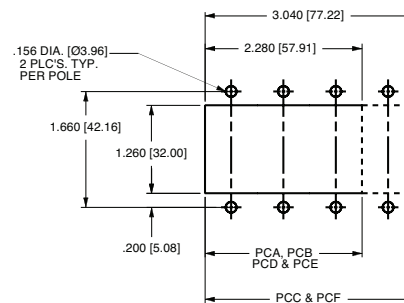 3.040 [77.22]
.156 DIA. [Ø3.96]
2 PLC'S. TYP.
PER POLE
2.280 [57.91]
1.660 [42.16]
1.260 [32.00]
.200 [5.08]
PCA, PCB
PCD & PCE
PCC & PCF